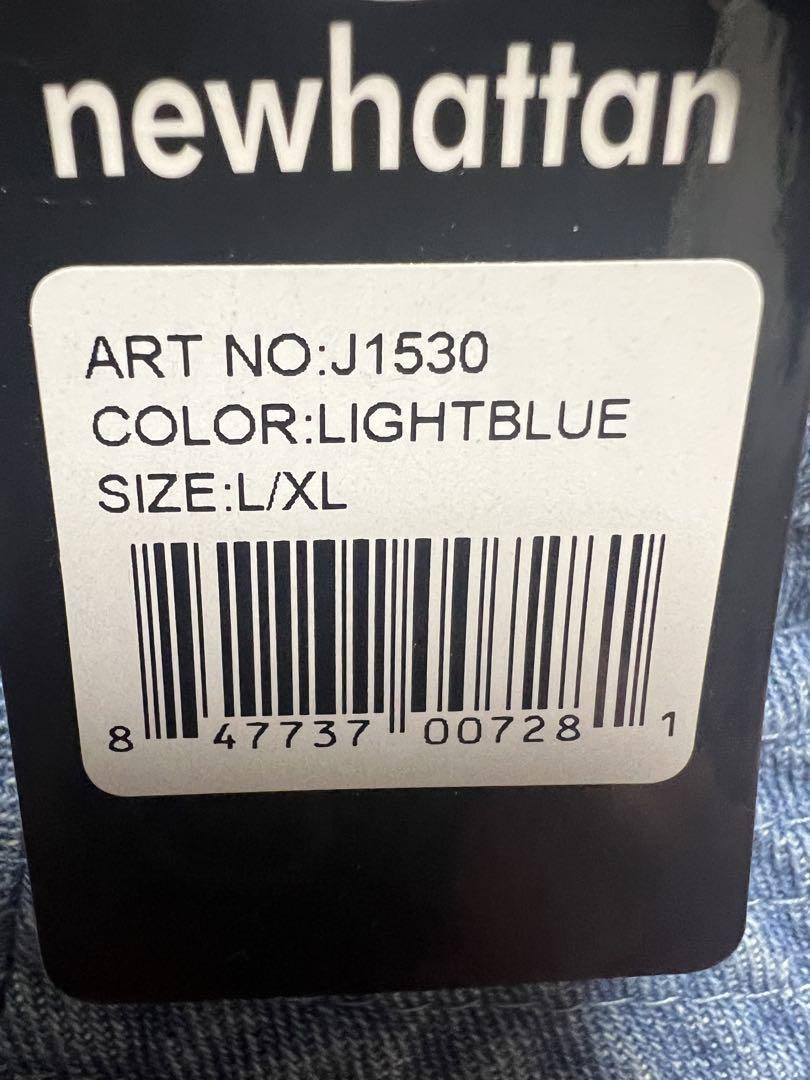 newhattan
ART NO:J1530
COLOR:LIGHTBLUE
SIZE:L/XL
8 47737 00728 1